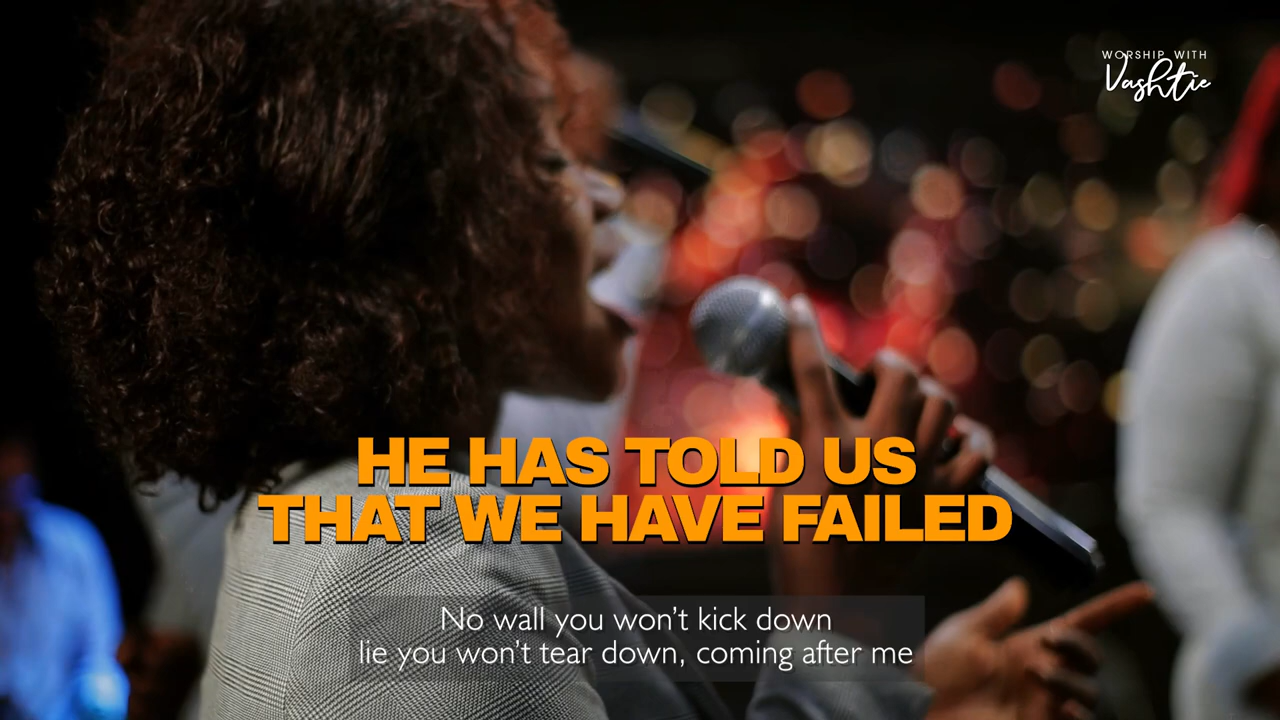 WORSHIP WITH
Vashtie
HE HAS TOLD US
THAT WE HAVE FAILED
No wall you won't kick down
lie you won't tear down, coming after me